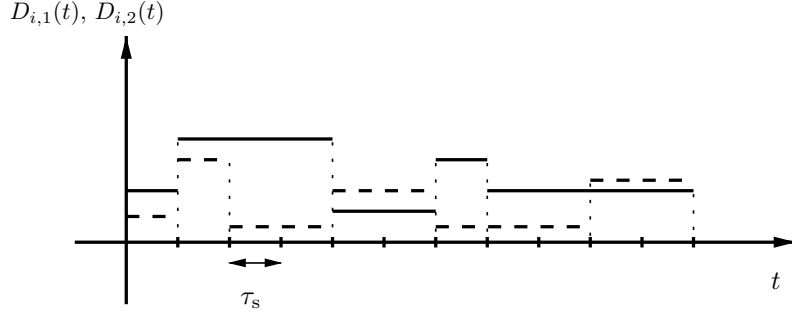 D_{i,1}(t), D_{i,2}(t)
t
τ_s